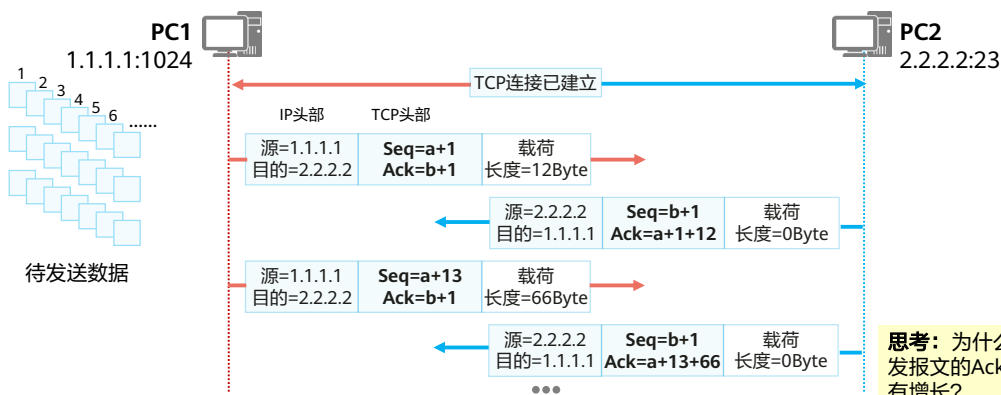 PC1
1.1.1.1:1024
PC2
2.2.2.2:23
1
2
3
4
5
6
......
待发送数据
TCP连接已建立
IP头部
TCP头部
源=1.1.1.1
目的=2.2.2.2
Seq=a+1
Ack=b+1
载荷
长度=12Byte
源=2.2.2.2
目的=1.1.1.1
Seq=b+1
Ack=a+1+12
载荷
长度=0Byte
源=1.1.1.1
目的=2.2.2.2
Seq=a+13
Ack=b+1
载荷
长度=66Byte
源=2.2.2.2
目的=1.1.1.1
Seq=b+1
Ack=a+13+66
载荷
长度=0Byte
思考：为什么
发报文的Ack
有增长?